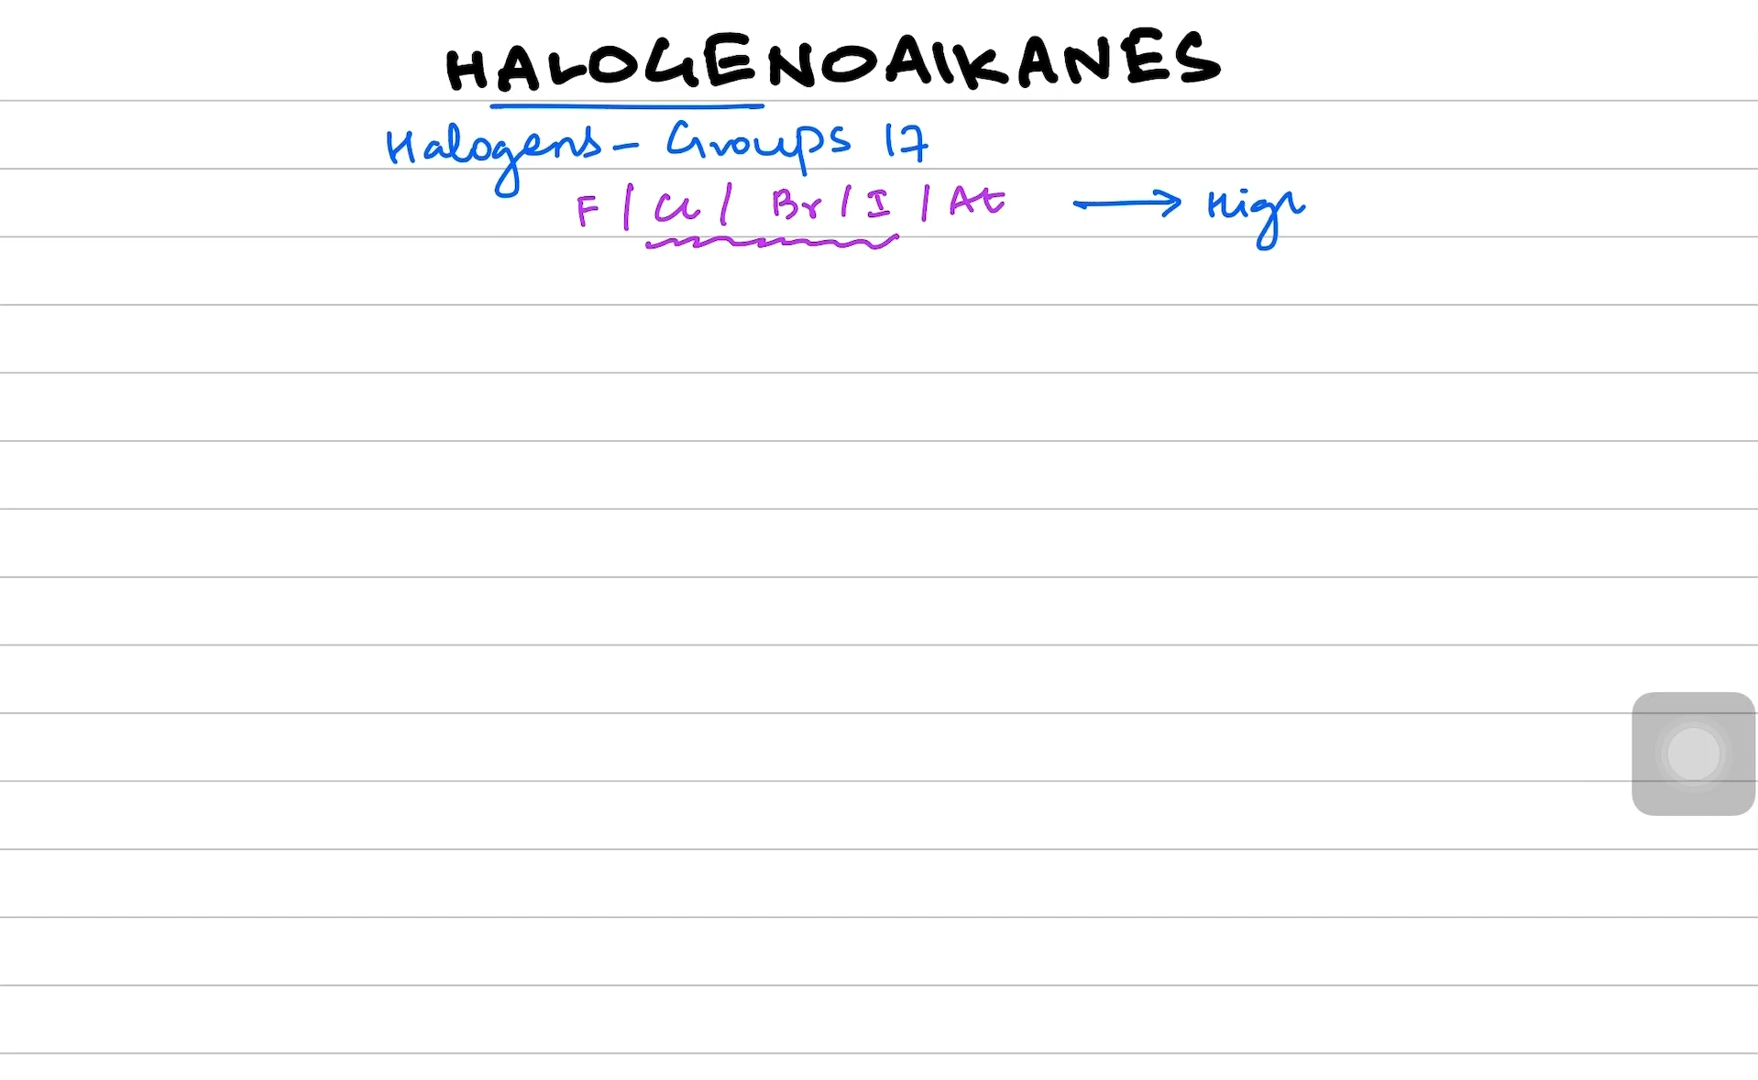 HALOGENOAlKANES
Halogens - Groups 17
F / Cl / Br / I / At → High